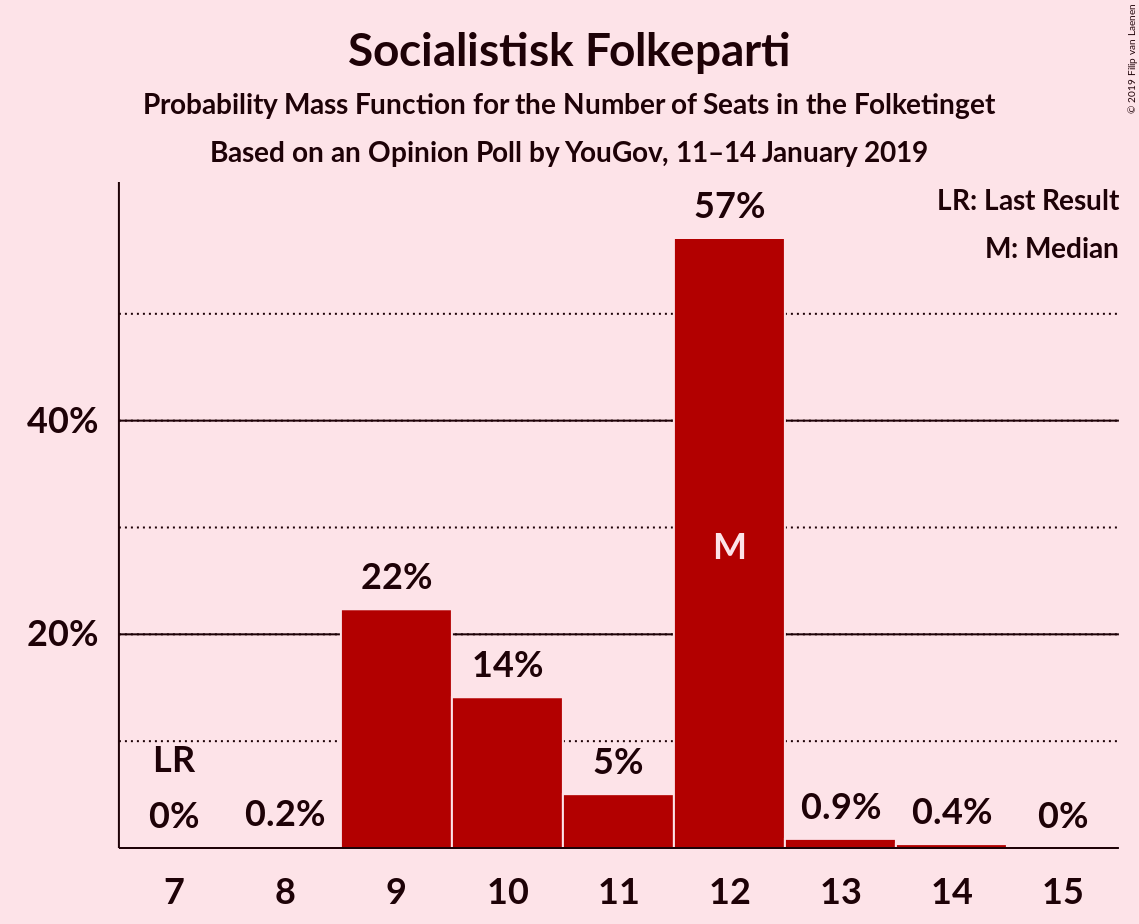 Socialistisk Folkeparti
Probability Mass Function for the Number of Seats in the Folketinget
Based on an Opinion Poll by YouGov, 11–14 January 2019
© 2019 Filip van Laenen
LR: Last Result
M: Median
57%
40%
M
22%
20%
14%
LR
5%
0%
0.2%
0.9%
0.4%
0%
7 8 9 10 11 12 13 14 15